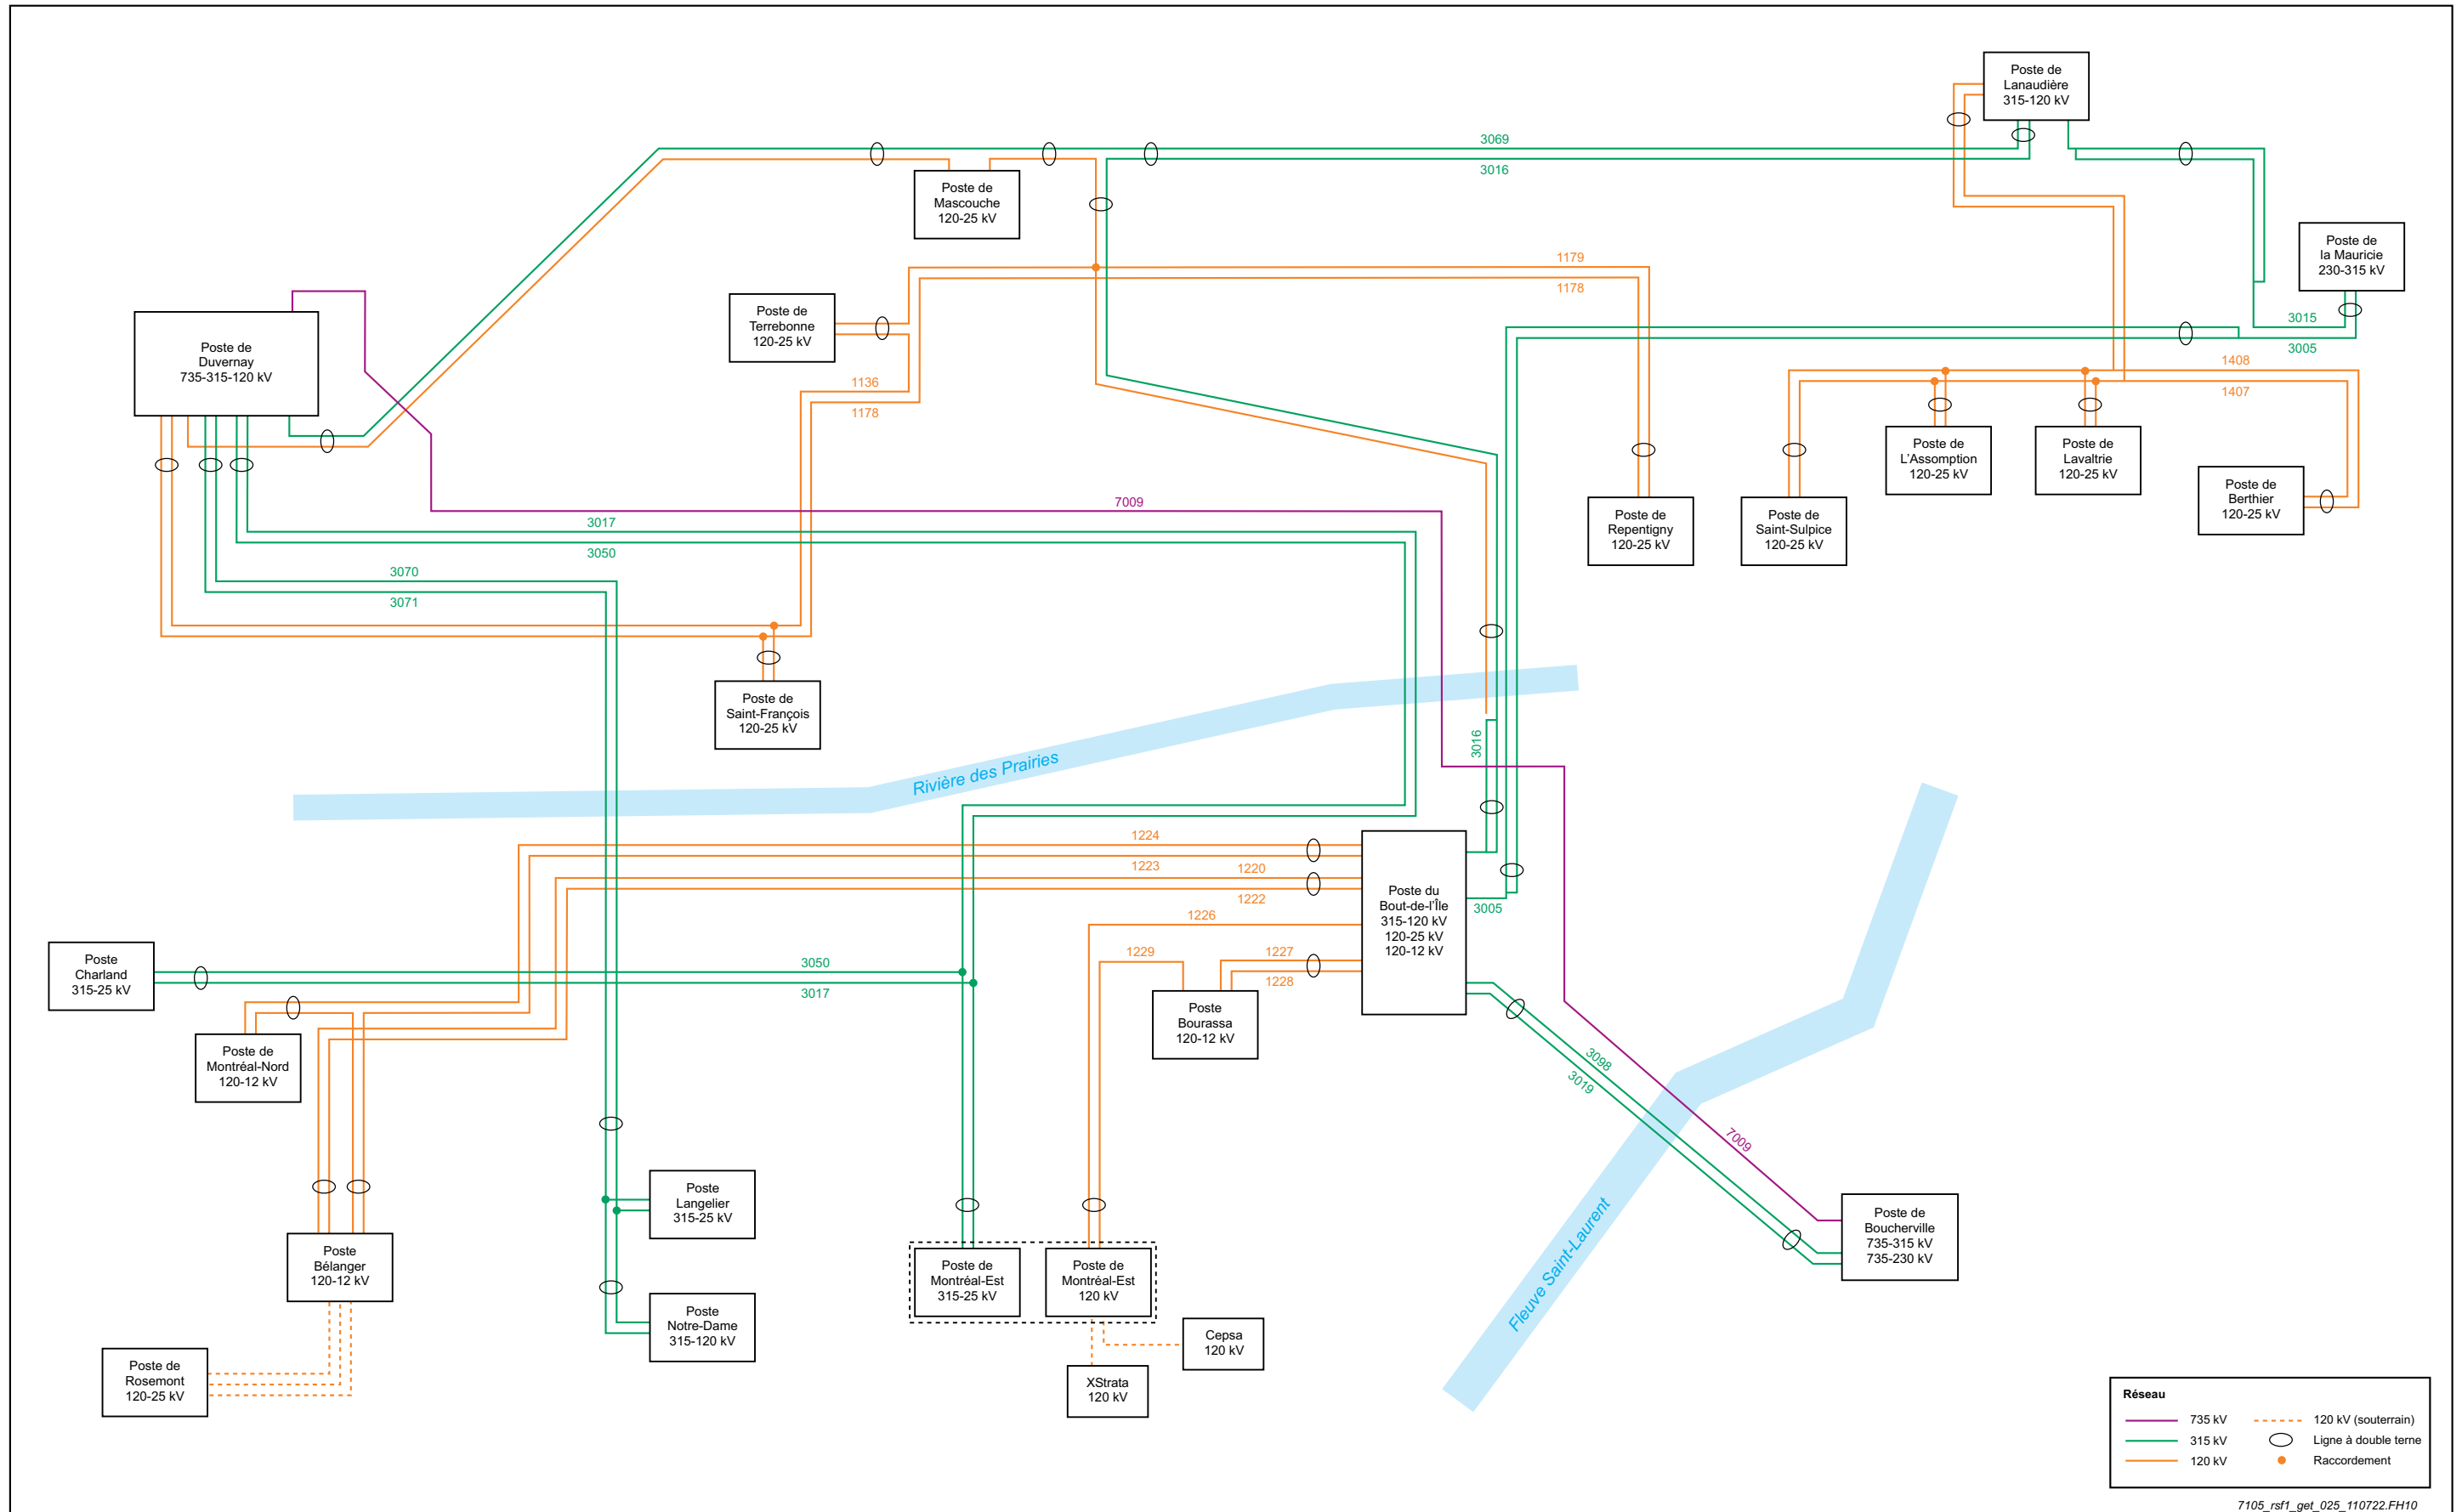 Poste de
Lanaudière
315-120 kV
3069
3016
Poste de
Mascouche
120-25 kV
Poste de
la Mauricie
230-315 kV
1179
1178
Poste de
Terrebonne
120-25 kV
Poste de
Duvernay
735-315-120 kV
3015
3005
1408
1407
1136
1178
Poste de
L'Assomption
120-25 kV
Poste de
Lavaltrie
120-25 kV
Poste de
Berthier
120-25 kV
7009
Poste de
Repentigny
120-25 kV
Poste de
Saint-Sulpice
120-25 kV
3017
3050
3070
3071
Poste de
Saint-François
120-25 kV
Rivière des Prairies
3016
1224
1223
1220
1222
1226
Poste du
Bout-de-l'Île
315-120 kV
120-25 kV
120-12 kV
3005
Poste
Charland
315-25 kV
3050
3017
1229
1227
1228
Poste
Bourassa
120-12 kV
Poste de
Montréal-Nord
120-12 kV
3098
3019
7009
Poste
Langelier
315-25 kV
Poste de
Boucherville
735-315 kV
735-230 kV
Fleuve Saint-Laurent
Poste
Bélanger
120-12 kV
Poste de
Montréal-Est
315-25 kV
Poste de
Montréal-Est
120 kV
Poste
Notre-Dame
315-120 kV
Cepsa
120 kV
Poste de
Rosemont
120-25 kV
XStrata
120 kV
Réseau
735 kV
120 kV (souterrain)
315 kV
Ligne à double terne
120 kV
Raccordement
7105_rsf1_get_025_110722.FH10